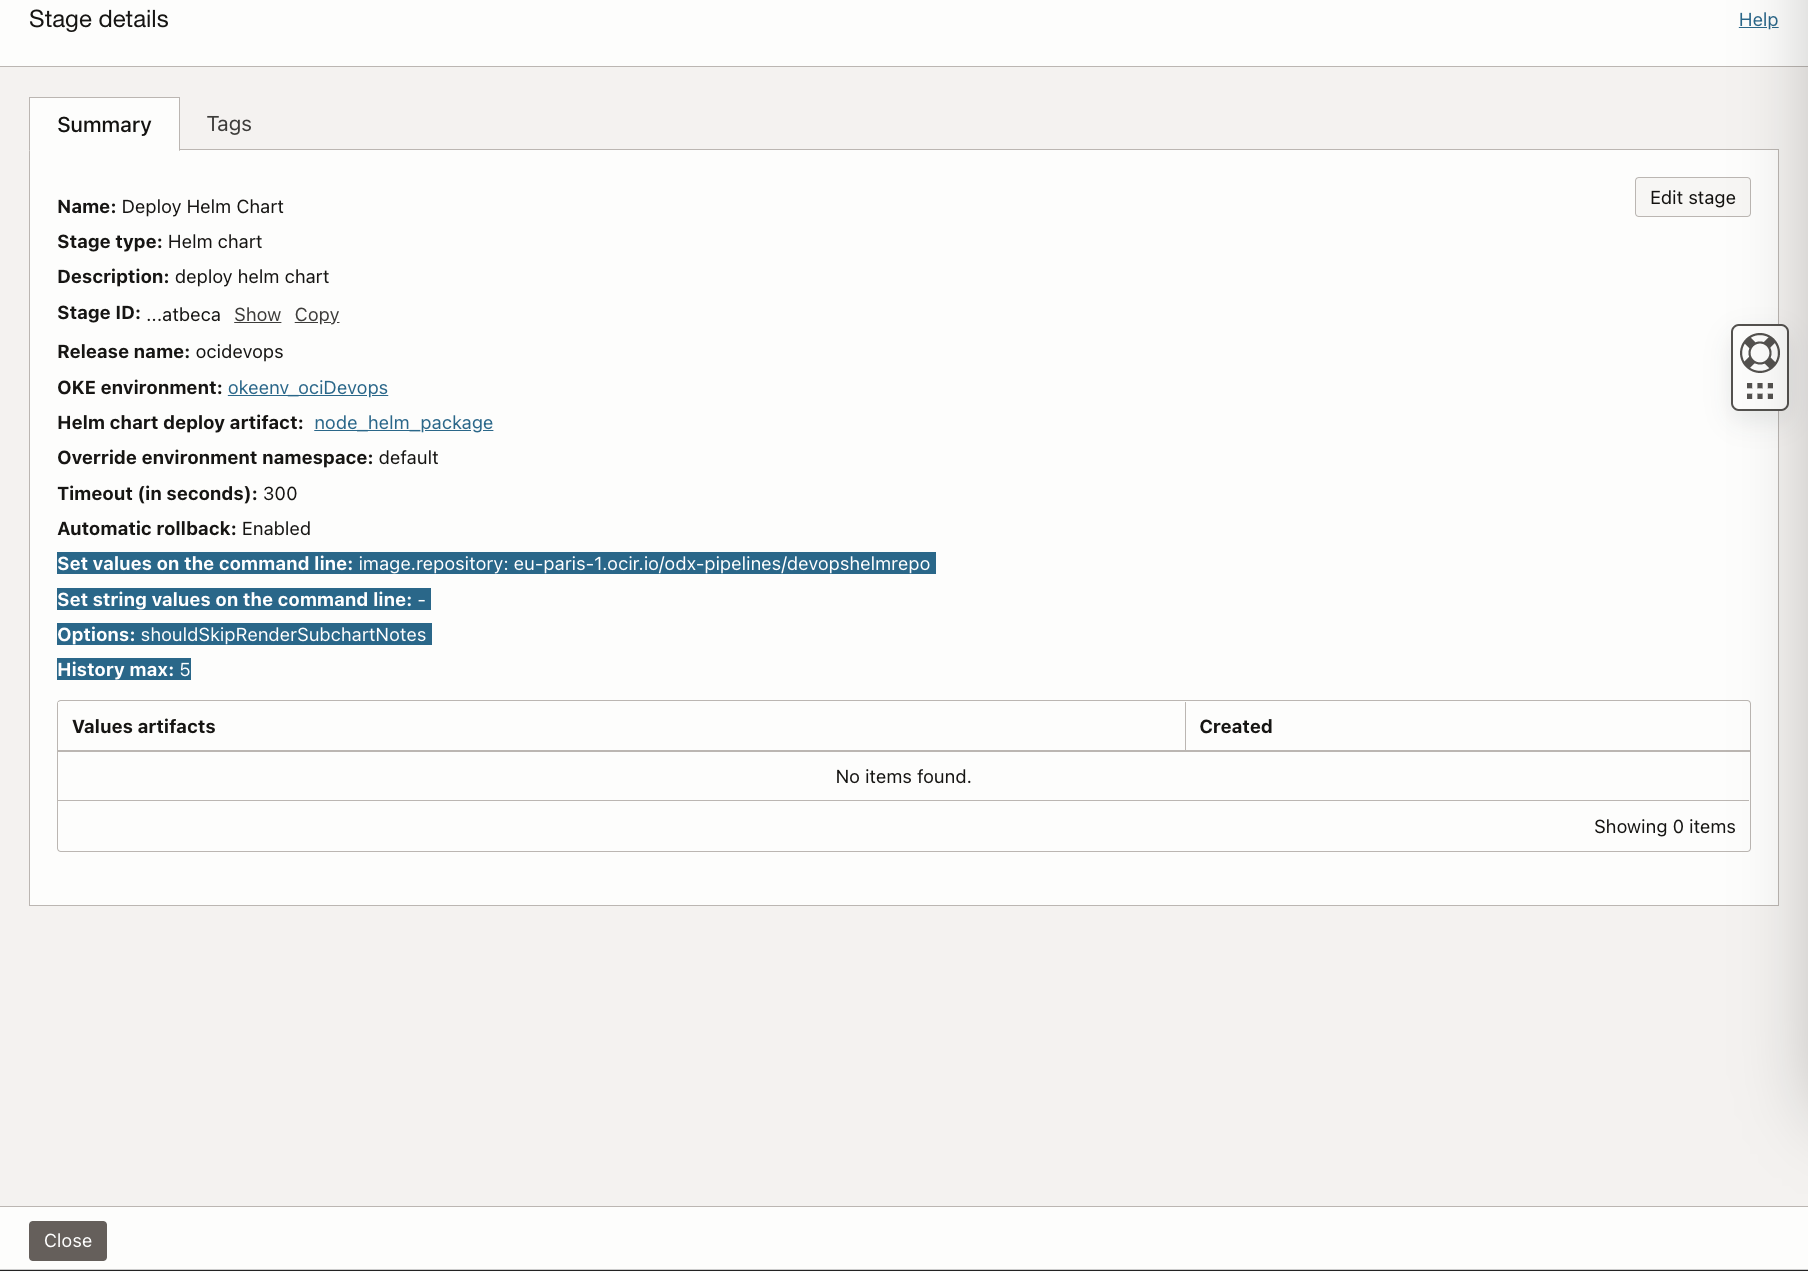 Stage details
Help
Summary
Tags
Edit stage
Name: Deploy Helm Chart
Stage type: Helm chart
Description: deploy helm chart
Stage ID: ...atbeca Show Copy
Release name: ocidevops
OKE environment: okeenv_ociDevops
Helm chart deploy artifact: node_helm_package
Override environment namespace: default
Timeout (in seconds): 300
Automatic rollback: Enabled
Set values on the command line: image.repository: eu-paris-1.ocir.io/odx-pipelines/devopshelmrepo
Set string values on the command line: -
Options: shouldSkipRenderSubchartNotes
History max: 5
Values artifacts
Created
No items found.
Showing 0 items
Close